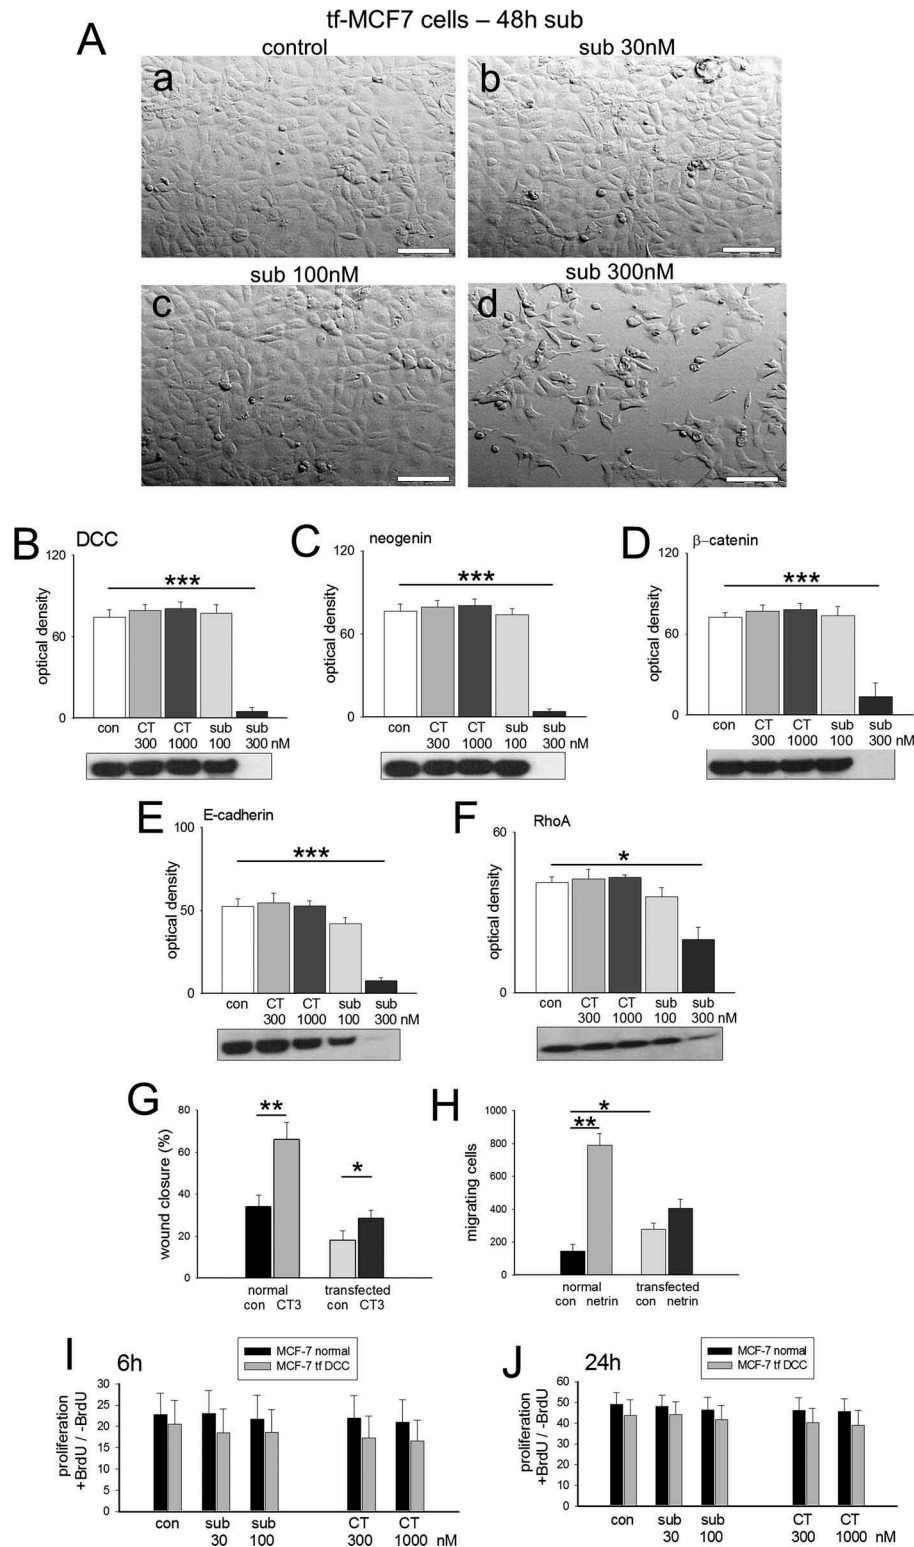 tf-MCF7 cells – 48h sub
A
control
sub 30nM
a
b
sub 100nM
sub 300nM
c
d
B
DCC
120
60
0
optical density
***
con
CT
300
CT
1000
sub
100
sub
300 nM
C
neogenin
120
60
0
optical density
***
con
CT
300
CT
1000
sub
100
sub
300 nM
D
β–catenin
120
60
0
optical density
***
con
CT
300
CT
1000
sub
100
sub
300 nM
E
E-cadherin
100
50
0
optical density
***
con
CT
300
CT
1000
sub
100
sub
300 nM
F
RhoA
60
0
optical density
*
con
CT
300
CT
1000
sub
100
sub
300 nM
G
80
60
40
20
0
wound closure (%)
**
*
normal
con CT3
transfected
con CT3
H
1000
800
600
400
200
0
migrating cells
*
**
normal
con netrin
transfected
con netrin
I
6h
MCF-7 normal
MCF-7 tf DCC
30
25
20
15
10
5
0
proliferation
+BrdU / -BrdU
con
sub
30
sub
100
CT
300
CT
1000 nM
J
24h
MCF-7 normal
MCF-7 tf DCC
60
50
40
30
20
10
0
proliferation
+BrdU / -BrdU
con
sub
30
sub
100
CT
300
CT
1000 nM